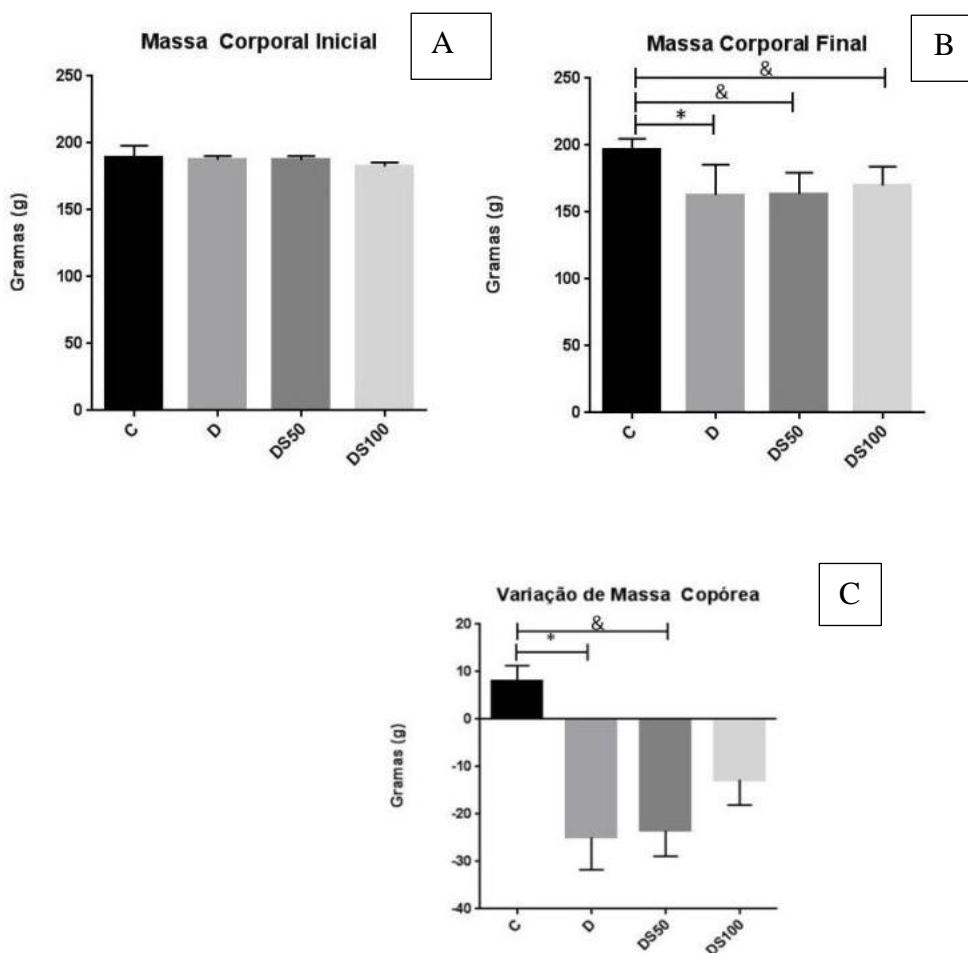 Massa Corporal Inicial
A
250
200
150
100
50
0
Gramas (g)
C
D
DS50
DS100
Massa Corporal Final
B
&
&
*
250
200
150
100
50
0
Gramas (g)
C
D
DS50
DS100
Variação de Massa Copórea
C
&
*
20
10
0
-10
-20
-30
-40
Gramas (g)
C
D
DS50
DS100